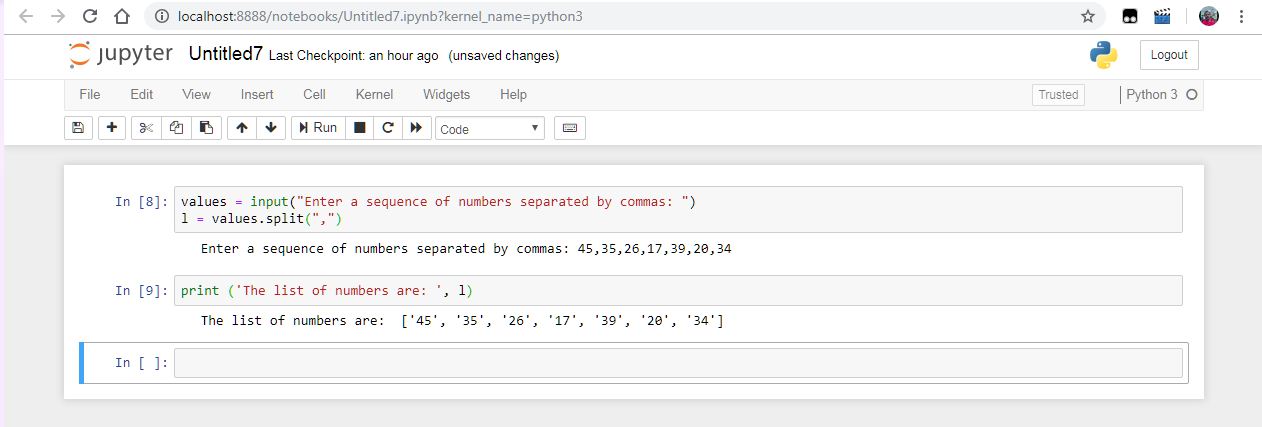 localhost:8888/notebooks/Untitled7.ipynb?kernel_name=python3
jupyter Untitled7 Last Checkpoint: an hour ago (unsaved changes)
Logout
File Edit View Insert Cell Kernel Widgets Help Trusted Python 3
Run Code
In [8]: values = input("Enter a sequence of numbers separated by commas: ")
l = values.split(",")
Enter a sequence of numbers separated by commas: 45,35,26,17,39,20,34
In [9]: print ('The list of numbers are: ', l)
The list of numbers are:  ['45', '35', '26', '17', '39', '20', '34']
In [ ]: